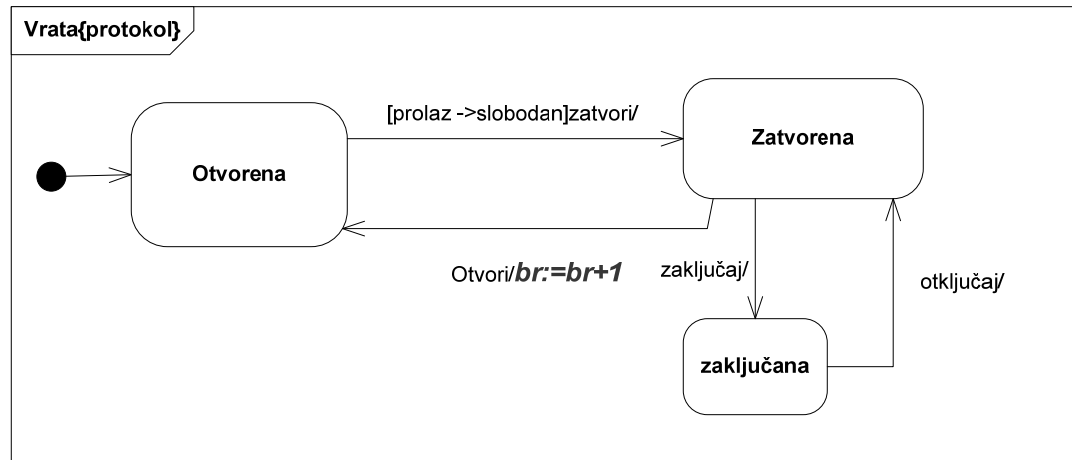 Vrata{protokol}
[prolaz ->slobodan]zatvori/
Otvorena
Zatvorena
Otvori/br:=br+1
zaključaj/
otključaj/
zaključana